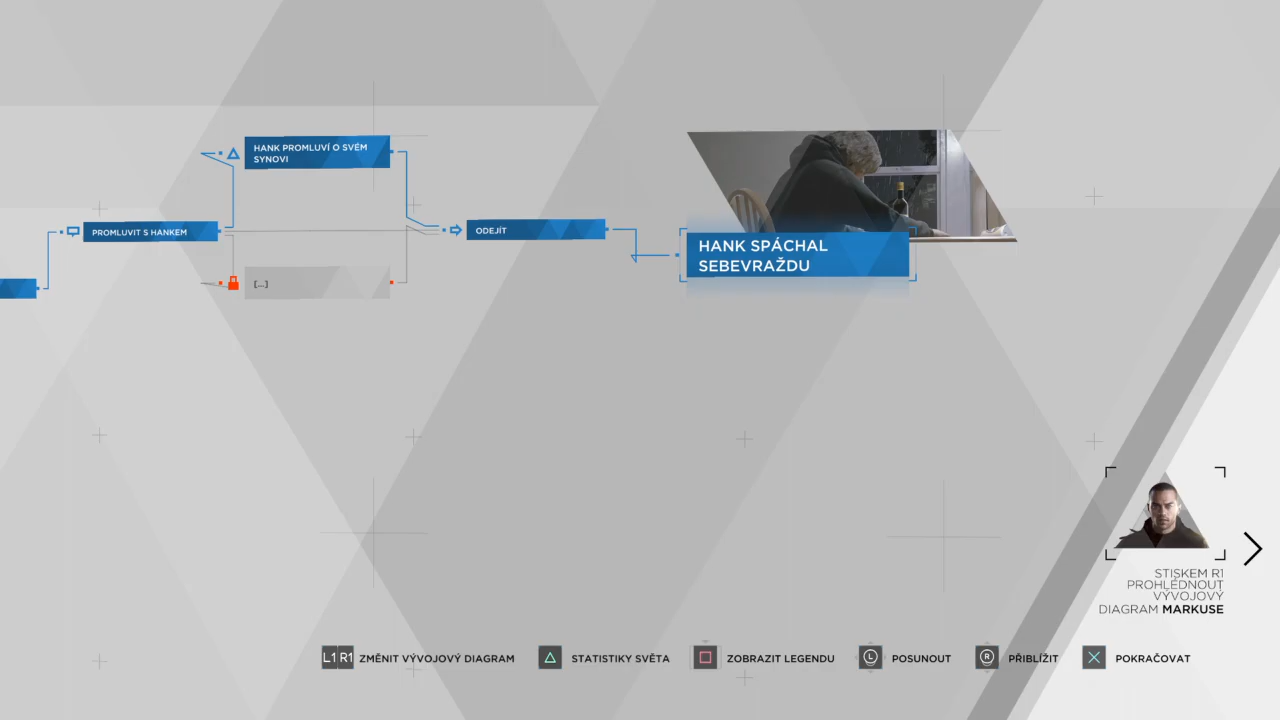 HANK PROMLUVÍ O SVÉM
SYNOVI
PROMLUVIT S HANKEM
ODEJÍT
[...]
HANK SPÁCHAL
SEBEVRAŽDU
STISKEM R1
PROHLÉDNOUT
VÝVOJOVÝ
DIAGRAM MARKUSE
L1 R1 ZMĚNIT VÝVOJOVÝ DIAGRAM
STATISTIKY SVĚTA
ZOBRAZIT LEGENDU
L POSUNOUT
R PŘIBLÍŽIT
POKRAČOVAT